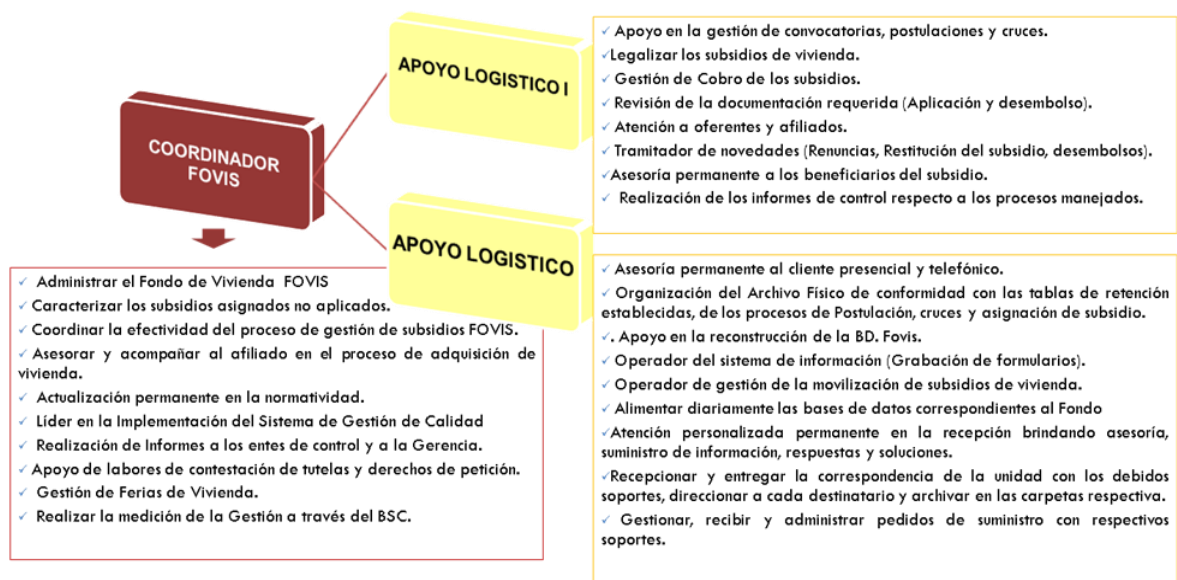 COORDINADOR
FOVIS
✓ Administrar el Fondo de Vivienda FOVIS
✓ Caracterizar los subsidios asignados no aplicados.
✓ Coordinar la efectividad del proceso de gestión de subsidios FOVIS.
✓ Asesorar y acompañar al afiliado en el proceso de adquisición de
vivienda.
✓ Actualización permanente en la normatividad.
✓ Líder en la Implementación del Sistema de Gestión de Calidad
✓ Realización de Informes a los entes de control y a la Gerencia.
✓ Apoyo de labores de contestación de tutelas y derechos de petición.
✓ Gestión de Ferias de Vivienda.
✓ Realizar la medición de la Gestión a través del BSC.
APOYO LOGISTICO I
✓ Apoyo en la gestión de convocatorias, postulaciones y cruces.
✓Legalizar los subsidios de vivienda.
✓ Gestión de Cobro de los subsidios.
✓ Revisión de la documentación requerida (Aplicación y desembolso).
✓ Atención a oferentes y afiliados.
✓ Tramitador de novedades (Renuncias, Restitución del subsidio, desembolsos).
✓Asesoría permanente a los beneficiarios del subsidio.
✓ Realización de los informes de control respecto a los procesos manejados.
APOYO LOGISTICO
✓ Asesoría permanente al cliente presencial y telefónico.
✓ Organización del Archivo Físico de conformidad con las tablas de retención
establecidas, de los procesos de Postulación, cruces y asignación de subsidio.
✓. Apoyo en la reconstrucción de la BD. Fovis.
✓ Operador del sistema de información (Grabación de formularios).
✓ Operador de gestión de la movilización de subsidios de vivienda.
✓ Alimentar diariamente las bases de datos correspondientes al Fondo
✓Atención personalizada permanente en la recepción brindando asesoría,
suministro de información, respuestas y soluciones.
✓Recepcionar y entregar la correspondencia de la unidad con los debidos
soportes, direccionar a cada destinatario y archivar en las carpetas respectiva.
✓ Gestionar, recibir y administrar pedidos de suministro con respectivos
soportes.